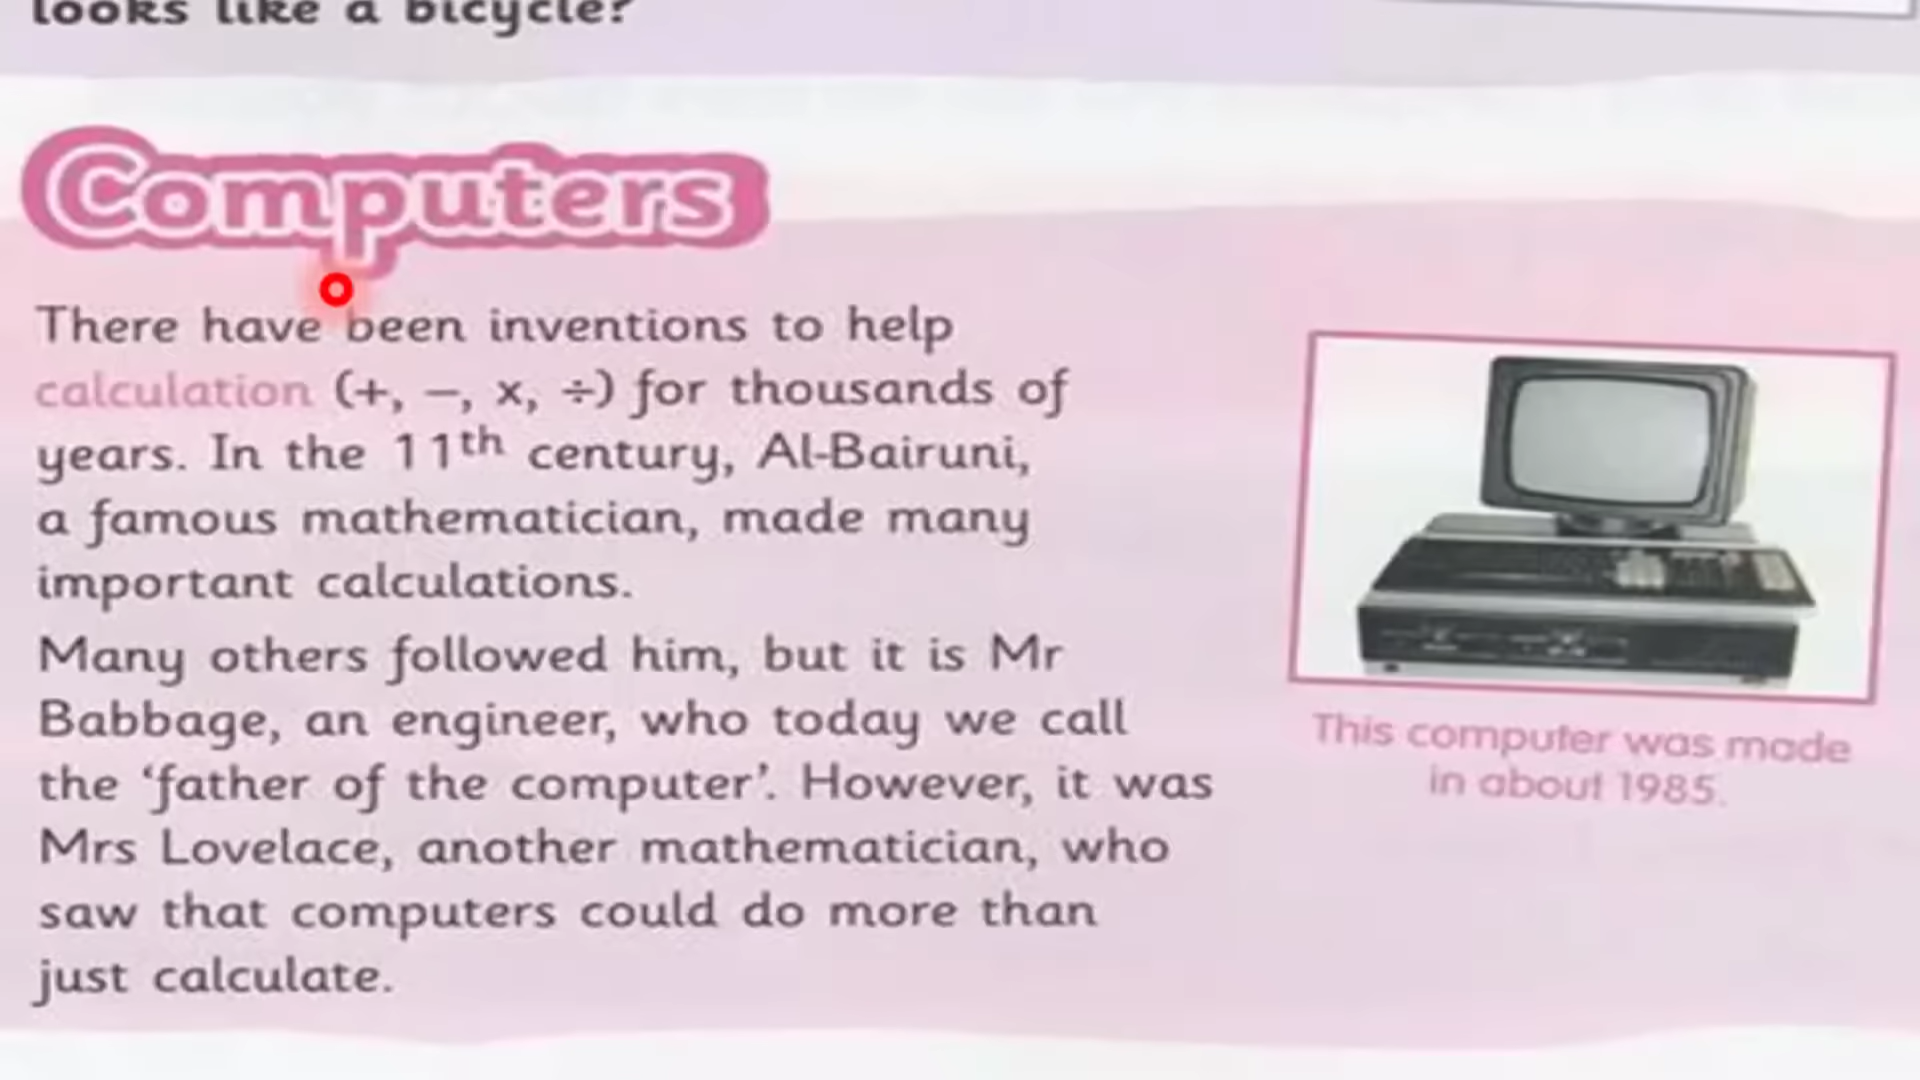 looks like a bicycle?
Computers
There have been inventions to help
calculation (+, –, x, ÷) for thousands of
years. In the 11th century, Al-Bairuni,
a famous mathematician, made many
important calculations.
Many others followed him, but it is Mr
Babbage, an engineer, who today we call
the ‘father of the computer’. However, it was
Mrs Lovelace, another mathematician, who
saw that computers could do more than
just calculate.
This computer was made
in about 1985.